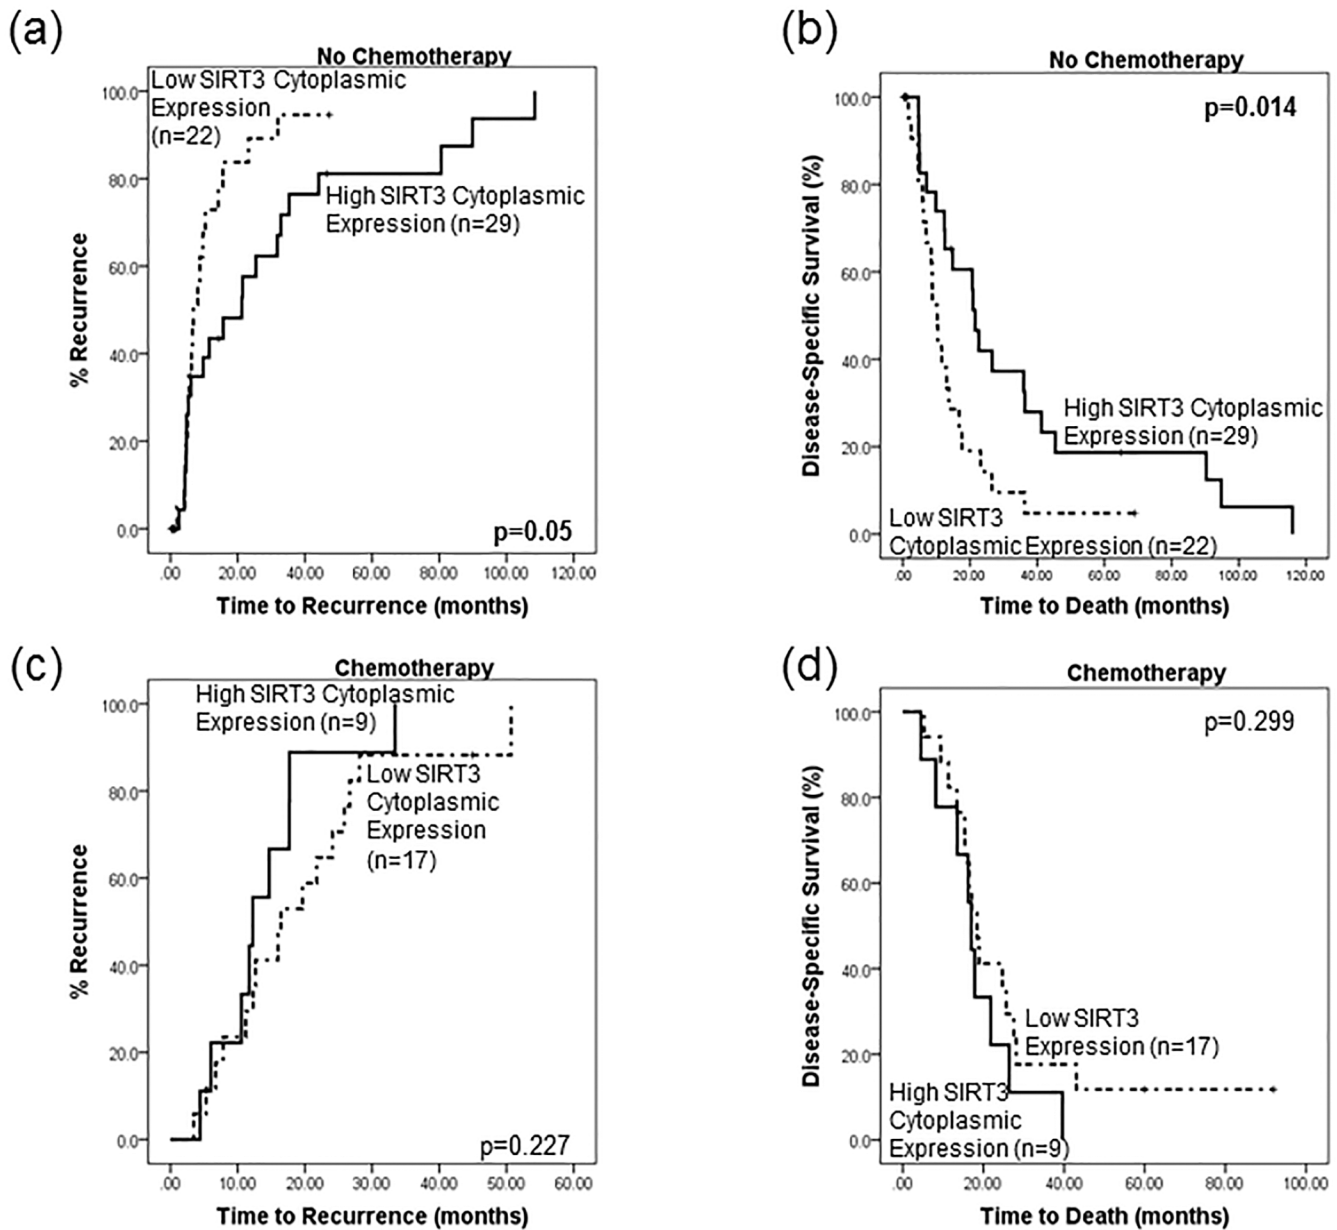 (a)
No Chemotherapy
Low SIRT3 Cytoplasmic
Expression
(n=22)
High SIRT3 Cytoplasmic
Expression (n=29)
p=0.05
% Recurrence
100.0
80.0
60.0
40.0
20.0
0.0
.00 20.00 40.00 60.00 80.00 100.00 120.00
Time to Recurrence (months)
(b)
No Chemotherapy
p=0.014
High SIRT3 Cytoplasmic
Expression (n=29)
Low SIRT3
Cytoplasmic Expression (n=22)
Disease-Specific Survival (%)
100.0
80.0
60.0
40.0
20.0
0.0
.00 20.00 40.00 60.00 80.00 100.00 120.00
Time to Death (months)
(c)
Chemotherapy
High SIRT3 Cytoplasmic
Expression (n=9)
Low SIRT3
Cytoplasmic
Expression
(n=17)
p=0.227
% Recurrence
100.0
80.0
60.0
40.0
20.0
0.0
.00 10.00 20.00 30.00 40.00 50.00 60.00
Time to Recurrence (months)
(d)
Chemotherapy
p=0.299
Low SIRT3
Expression (n=17)
High SIRT3
Cytoplasmic
Expression (n=9)
Disease-Specific Survival (%)
100.0
80.0
60.0
40.0
20.0
0.0
.00 20.00 40.00 60.00 80.00 100.00
Time to Death (months)